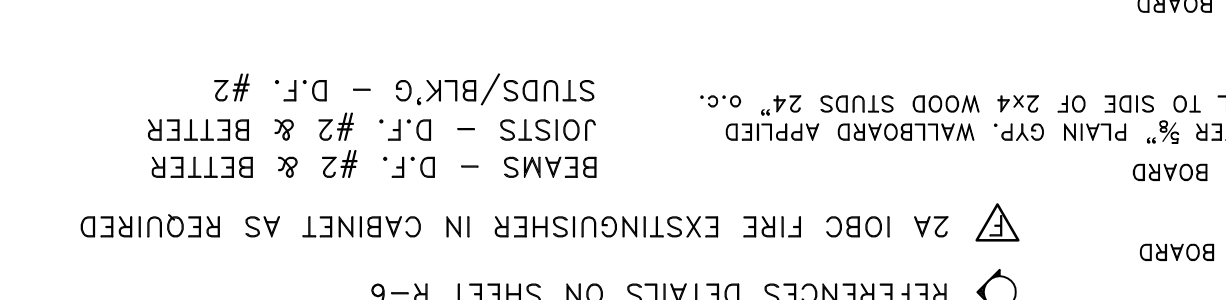 BOARD
BOARD
ER ⅝" PLAIN GYP. WALLBOARD APPLIED
TO SIDE OF 2x4 WOOD STUDS 24" o.c.
BOARD
REFERENCES DETAILS ON SHEET R-6
F 2A IOBC FIRE EXSTINGUISHER IN CABINET AS REQUIRED
BEAMS - D.F. #2 & BETTER
JOISTS - D.F. #2 & BETTER
STUDS/BLK'G - D.F. #2